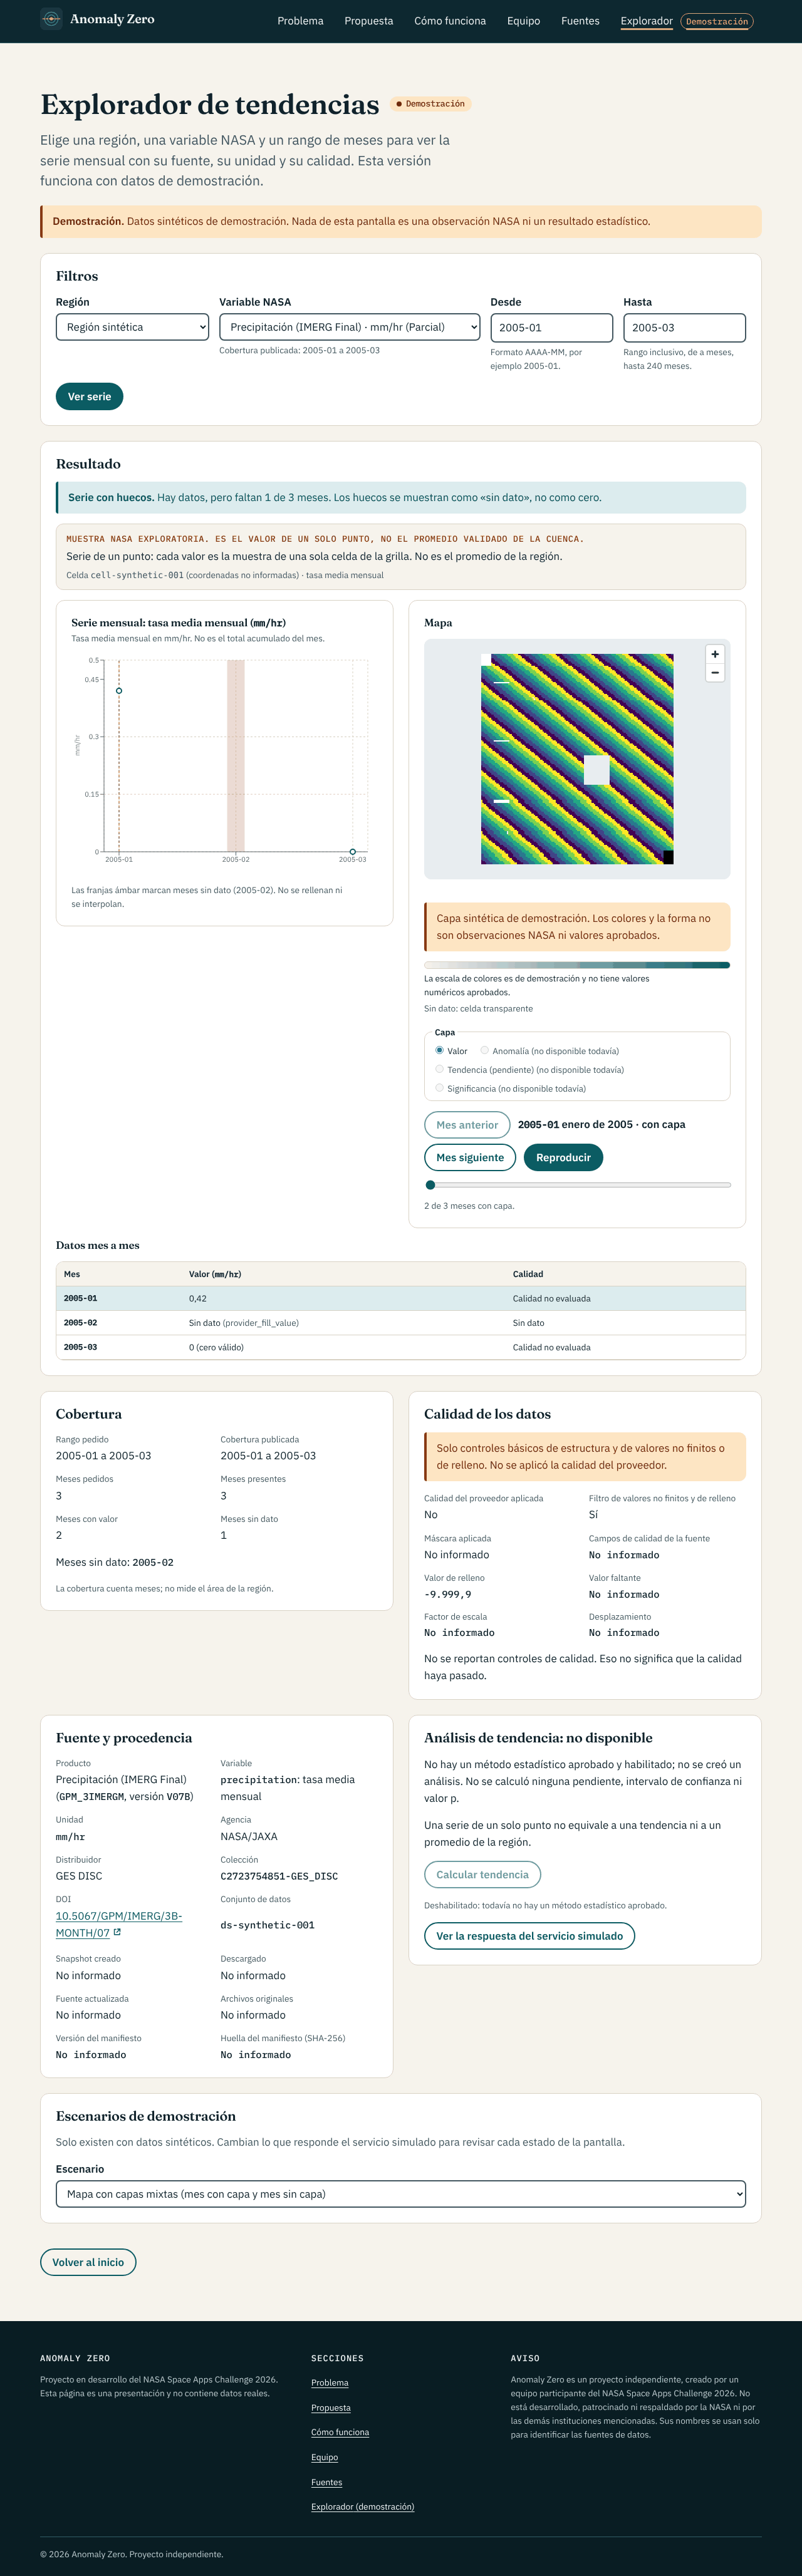 Anomaly Zero
Problema
Propuesta
Cómo funciona
Equipo
Fuentes
Explorador
Demostración
Explorador de tendencias
Demostración
Elige una región, una variable NASA y un rango de meses para ver la
serie mensual con su fuente, su unidad y su calidad. Esta versión
funciona con datos de demostración.
Demostración. Datos sintéticos de demostración. Nada de esta pantalla es una observación NASA ni un resultado estadístico.
Filtros
Región
Región sintética
Variable NASA
Precipitación (IMERG Final) · mm/hr (Parcial)
Cobertura publicada: 2005-01 a 2005-03
Desde
2005-01
Formato AAAA-MM, por
ejemplo 2005-01.
Hasta
2005-03
Rango inclusivo, de a meses,
hasta 240 meses.
Ver serie
Resultado
Serie con huecos. Hay datos, pero faltan 1 de 3 meses. Los huecos se muestran como «sin dato», no como cero.
MUESTRA NASA EXPLORATORIA. ES EL VALOR DE UN SOLO PUNTO, NO EL PROMEDIO VALIDADO DE LA CUENCA.
Serie de un punto: cada valor es la muestra de una sola celda de la grilla. No es el promedio de la región.
Celda cell-synthetic-001 (coordenadas no informadas) · tasa media mensual
Serie mensual: tasa media mensual (mm/hr)
Tasa media mensual en mm/hr. No es el total acumulado del mes.
0.5
0.45
0.3
0.15
0
mm/hr
2005-01
2005-02
2005-03
Las franjas ámbar marcan meses sin dato (2005-02). No se rellenan ni
se interpolan.
Mapa
+
−
Capa sintética de demostración. Los colores y la forma no
son observaciones NASA ni valores aprobados.
La escala de colores es de demostración y no tiene valores
numéricos aprobados.
Sin dato: celda transparente
Capa
Valor
Anomalía (no disponible todavía)
Tendencia (pendiente) (no disponible todavía)
Significancia (no disponible todavía)
Mes anterior
2005-01 enero de 2005 · con capa
Mes siguiente
Reproducir
2 de 3 meses con capa.
Datos mes a mes
Mes
Valor (mm/hr)
Calidad
2005-01
0,42
Calidad no evaluada
2005-02
Sin dato (provider_fill_value)
Sin dato
2005-03
0 (cero válido)
Calidad no evaluada
Cobertura
Rango pedido
2005-01 a 2005-03
Cobertura publicada
2005-01 a 2005-03
Meses pedidos
3
Meses presentes
3
Meses con valor
2
Meses sin dato
1
Meses sin dato: 2005-02
La cobertura cuenta meses; no mide el área de la región.
Calidad de los datos
Solo controles básicos de estructura y de valores no finitos o
de relleno. No se aplicó la calidad del proveedor.
Calidad del proveedor aplicada
No
Filtro de valores no finitos y de relleno
Sí
Máscara aplicada
No informado
Campos de calidad de la fuente
No informado
Valor de relleno
-9.999,9
Valor faltante
No informado
Factor de escala
No informado
Desplazamiento
No informado
No se reportan controles de calidad. Eso no significa que la calidad
haya pasado.
Fuente y procedencia
Producto
Precipitación (IMERG Final)
(GPM_3IMERGM, versión V07B)
Variable
precipitation: tasa media
mensual
Unidad
mm/hr
Agencia
NASA/JAXA
Distribuidor
GES DISC
Colección
C2723754851-GES_DISC
DOI
10.5067/GPM/IMERG/3B-
MONTH/07
Conjunto de datos
ds-synthetic-001
Snapshot creado
No informado
Descargado
No informado
Fuente actualizada
No informado
Archivos originales
No informado
Versión del manifiesto
No informado
Huella del manifiesto (SHA-256)
No informado
Análisis de tendencia: no disponible
No hay un método estadístico aprobado y habilitado; no se creó un
análisis. No se calculó ninguna pendiente, intervalo de confianza ni
valor p.
Una serie de un solo punto no equivale a una tendencia ni a un
promedio de la región.
Calcular tendencia
Deshabilitado: todavía no hay un método estadístico aprobado.
Ver la respuesta del servicio simulado
Escenarios de demostración
Solo existen con datos sintéticos. Cambian lo que responde el servicio simulado para revisar cada estado de la pantalla.
Escenario
Mapa con capas mixtas (mes con capa y mes sin capa)
Volver al inicio
ANOMALY ZERO
Proyecto en desarrollo del NASA Space Apps Challenge 2026.
Esta página es una presentación y no contiene datos reales.
SECCIONES
Problema
Propuesta
Cómo funciona
Equipo
Fuentes
Explorador (demostración)
AVISO
Anomaly Zero es un proyecto independiente, creado por un
equipo participante del NASA Space Apps Challenge 2026. No
está desarrollado, patrocinado ni respaldado por la NASA ni por
las demás instituciones mencionadas. Sus nombres se usan solo
para identificar las fuentes de datos.
© 2026 Anomaly Zero. Proyecto independiente.